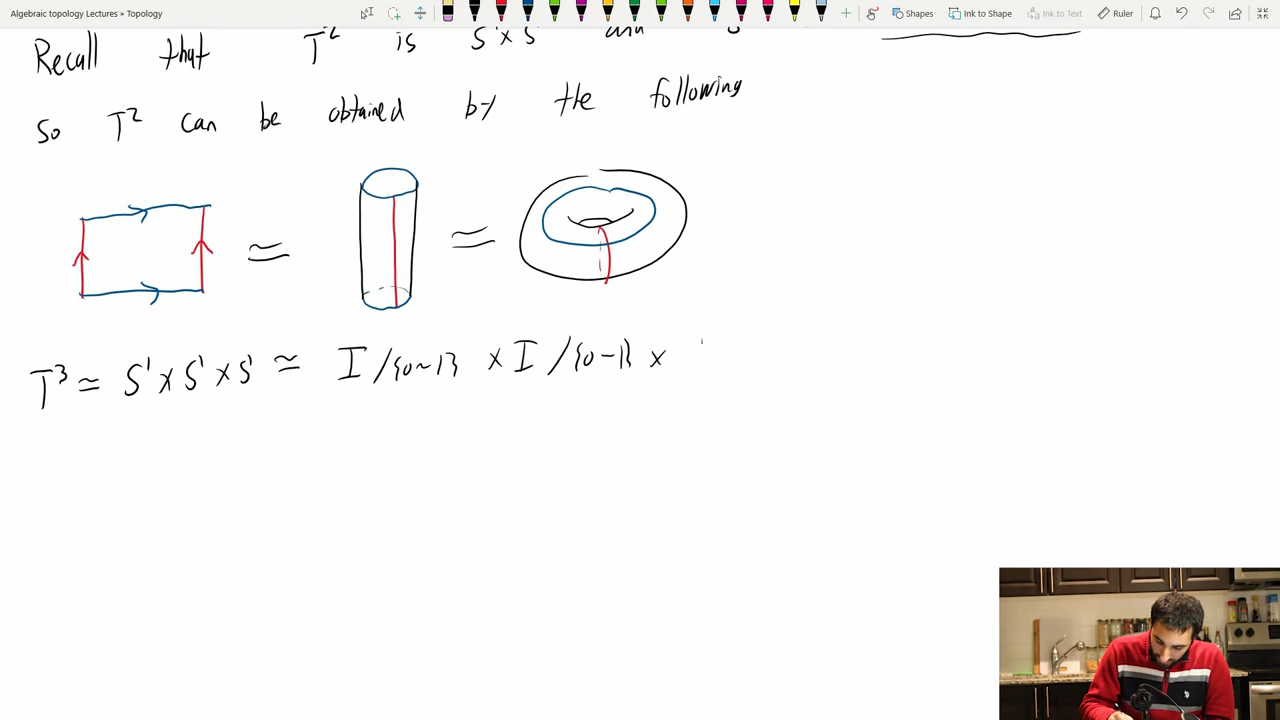 Algebraic topology Lectures » Topology
Shapes
Ink to Shape
Ink to Text
Ruler
Recall that T² is S¹×S¹ and
So T² can be obtained by the following
≃ ≃
T³ ≃ S¹ × S¹ × S¹ ≃ I /{0~1} × I /{0~1} ×